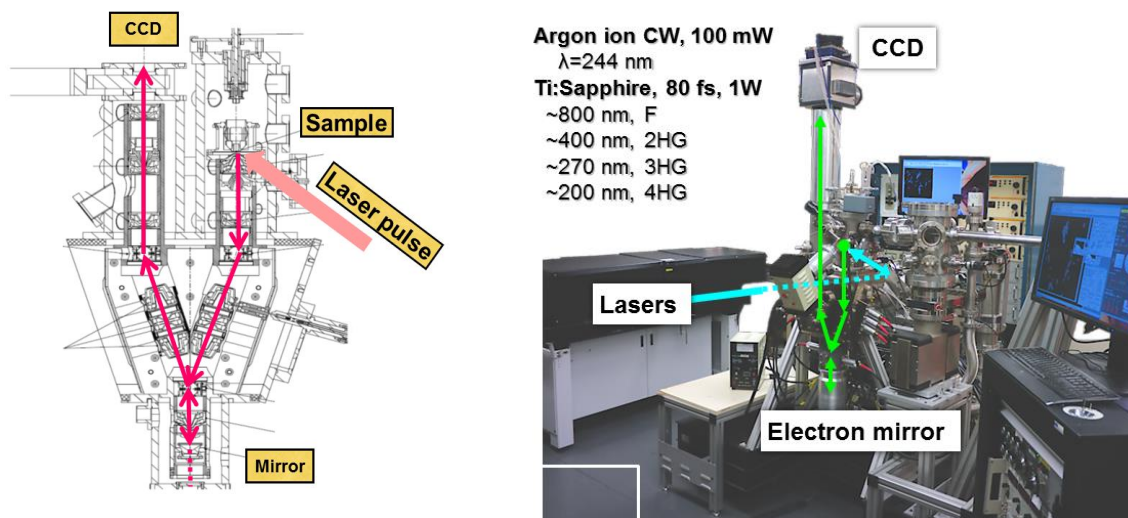 CCD
Sample
Laser pulse
Mirror
Argon ion CW, 100 mW
λ=244 nm
Ti:Sapphire, 80 fs, 1W
~800 nm, F
~400 nm, 2HG
~270 nm, 3HG
~200 nm, 4HG
CCD
Lasers
Electron mirror